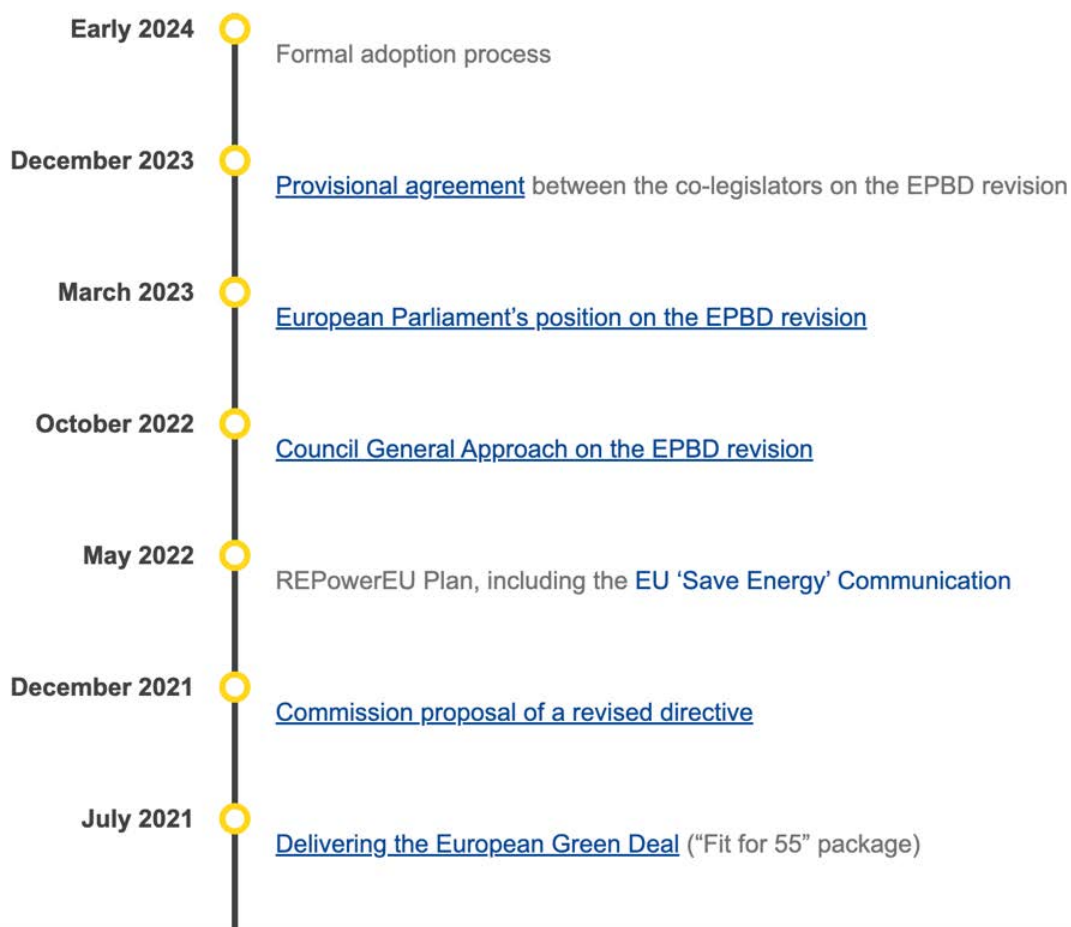 Early 2024
Formal adoption process
December 2023
Provisional agreement between the co-legislators on the EPBD revision
March 2023
European Parliament’s position on the EPBD revision
October 2022
Council General Approach on the EPBD revision
May 2022
REPowerEU Plan, including the EU ‘Save Energy’ Communication
December 2021
Commission proposal of a revised directive
July 2021
Delivering the European Green Deal (“Fit for 55” package)